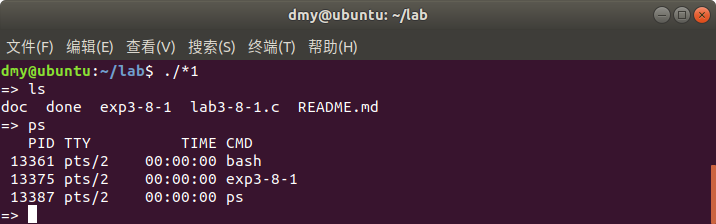 dmy@ubuntu: ~/lab
文件(F) 编辑(E) 查看(V) 搜索(S) 终端(T) 帮助(H)
dmy@ubuntu:~/lab$ ./*1
=> ls
doc  done  exp3-8-1  lab3-8-1.c  README.md
=> ps
   PID TTY          TIME CMD
 13361 pts/2    00:00:00 bash
 13375 pts/2    00:00:00 exp3-8-1
 13387 pts/2    00:00:00 ps
=>